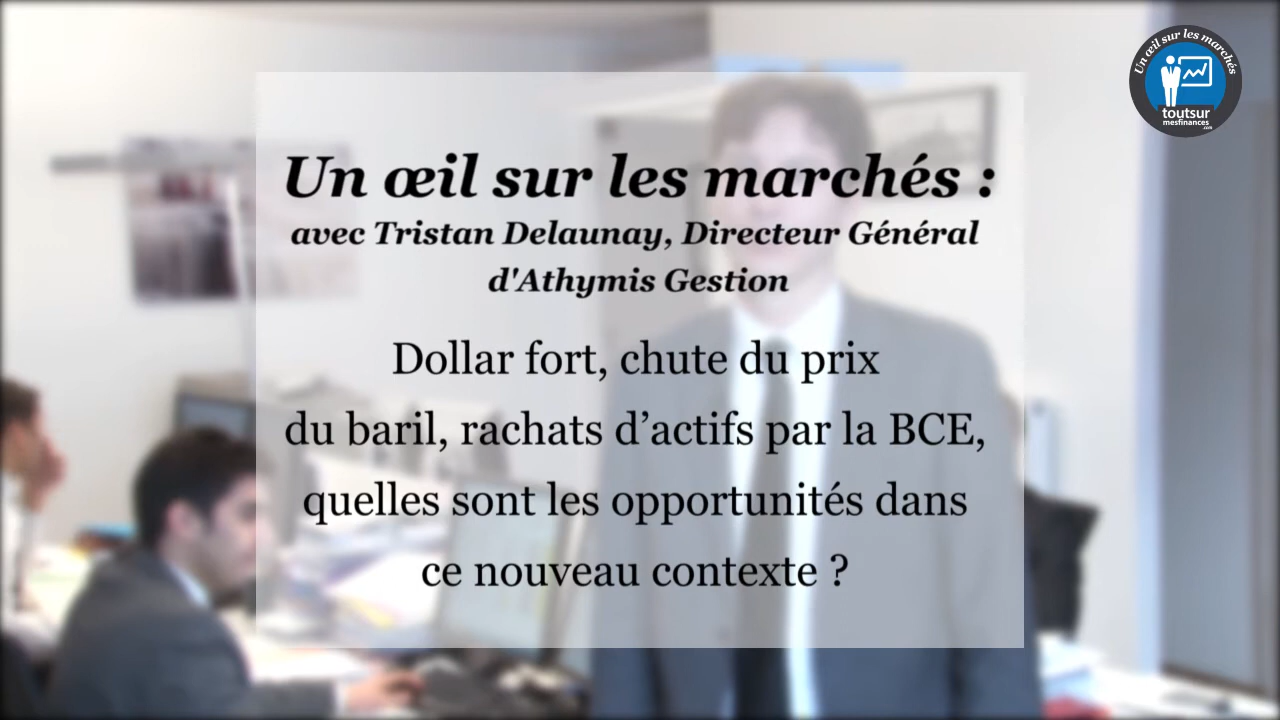 Un œil sur les marchés
toutsur
mesfinances
.com
Un œil sur les marchés :
avec Tristan Delaunay, Directeur Général
d'Athymis Gestion
Dollar fort, chute du prix
du baril, rachats d’actifs par la BCE,
quelles sont les opportunités dans
ce nouveau contexte ?